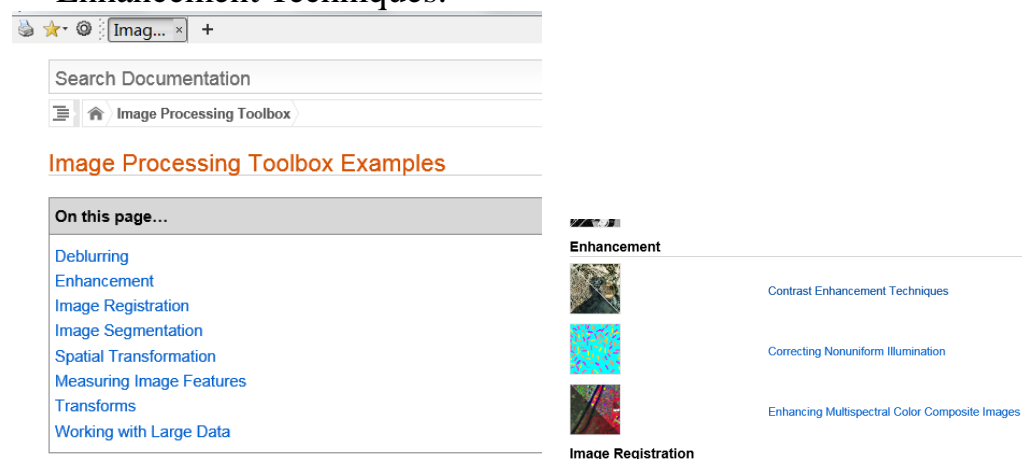 Enhancement Techniques.
Imag... × +
Search Documentation
Image Processing Toolbox
Image Processing Toolbox Examples
On this page…
Deblurring
Enhancement
Image Registration
Image Segmentation
Spatial Transformation
Measuring Image Features
Transforms
Working with Large Data
Enhancement
Contrast Enhancement Techniques
Correcting Nonuniform Illumination
Enhancing Multispectral Color Composite Images
Image Registration